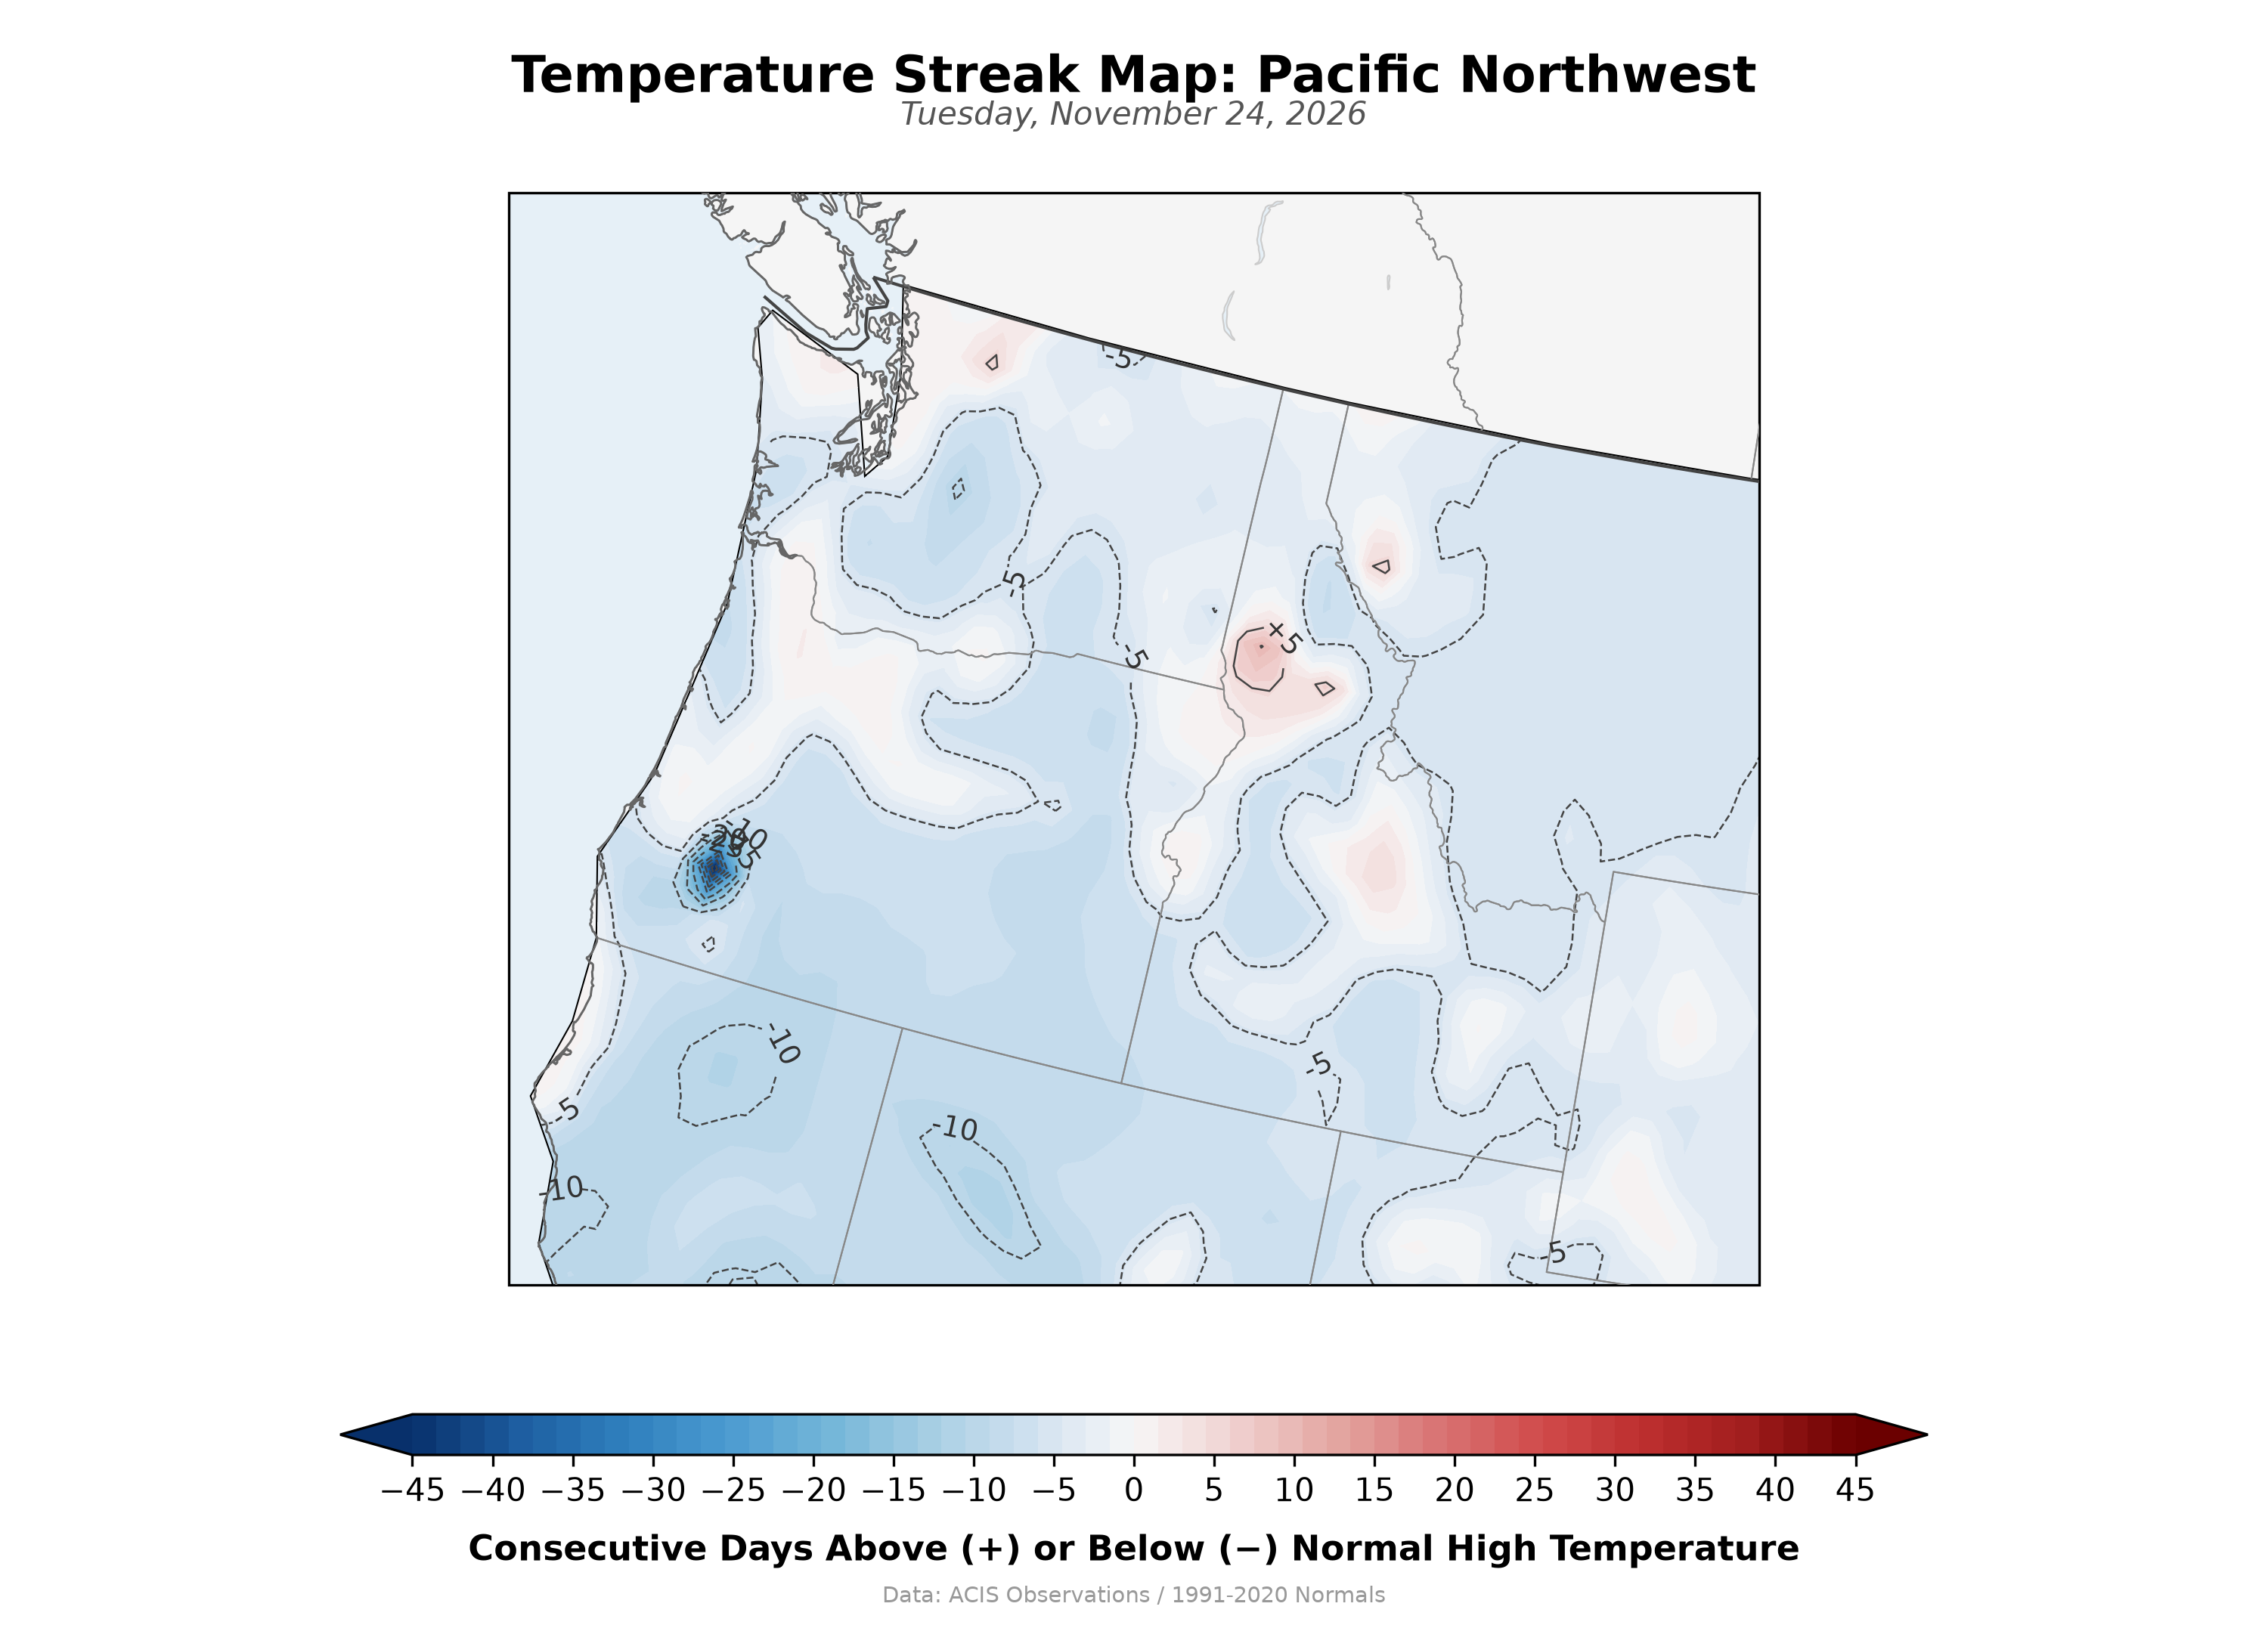 Temperature Streak Map: Pacific Northwest
Tuesday, November 24, 2026
-5
-5
5
-5
-10
-10
-5
-5
-10
-10
-5
−45 −40 −35 −30 −25 −20 −15 −10 −5 0 5 10 15 20 25 30 35 40 45
Consecutive Days Above (+) or Below (−) Normal High Temperature
Data: ACIS Observations / 1991-2020 Normals